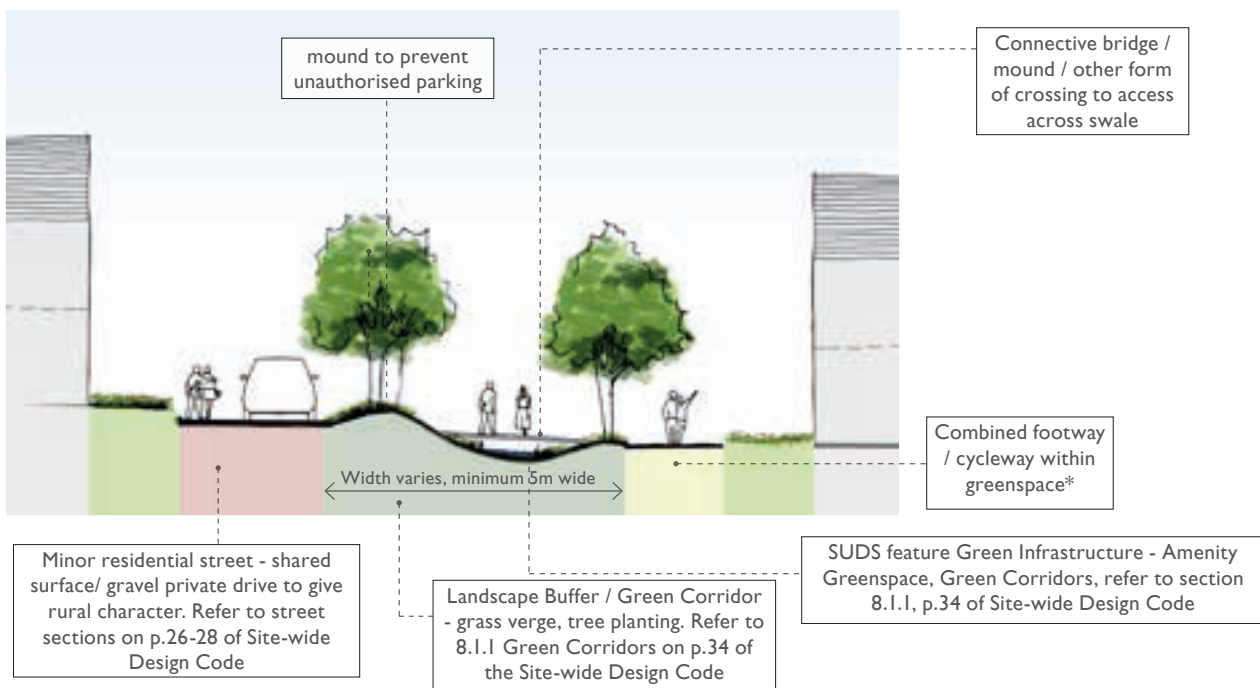 mound to prevent
unauthorised parking
Connective bridge /
mound / other form
of crossing to access
across swale
Combined footway
/ cycleway within
greenspace*
Width varies, minimum 5m wide
Minor residential street - shared
surface/ gravel private drive to give
rural character. Refer to street
sections on p.26-28 of Site-wide
Design Code
Landscape Buffer / Green Corridor
- grass verge, tree planting. Refer to
8.1.1 Green Corridors on p.34 of
the Site-wide Design Code
SUDS feature Green Infrastructure - Amenity
Greenspace, Green Corridors, refer to section
8.1.1, p.34 of Site-wide Design Code